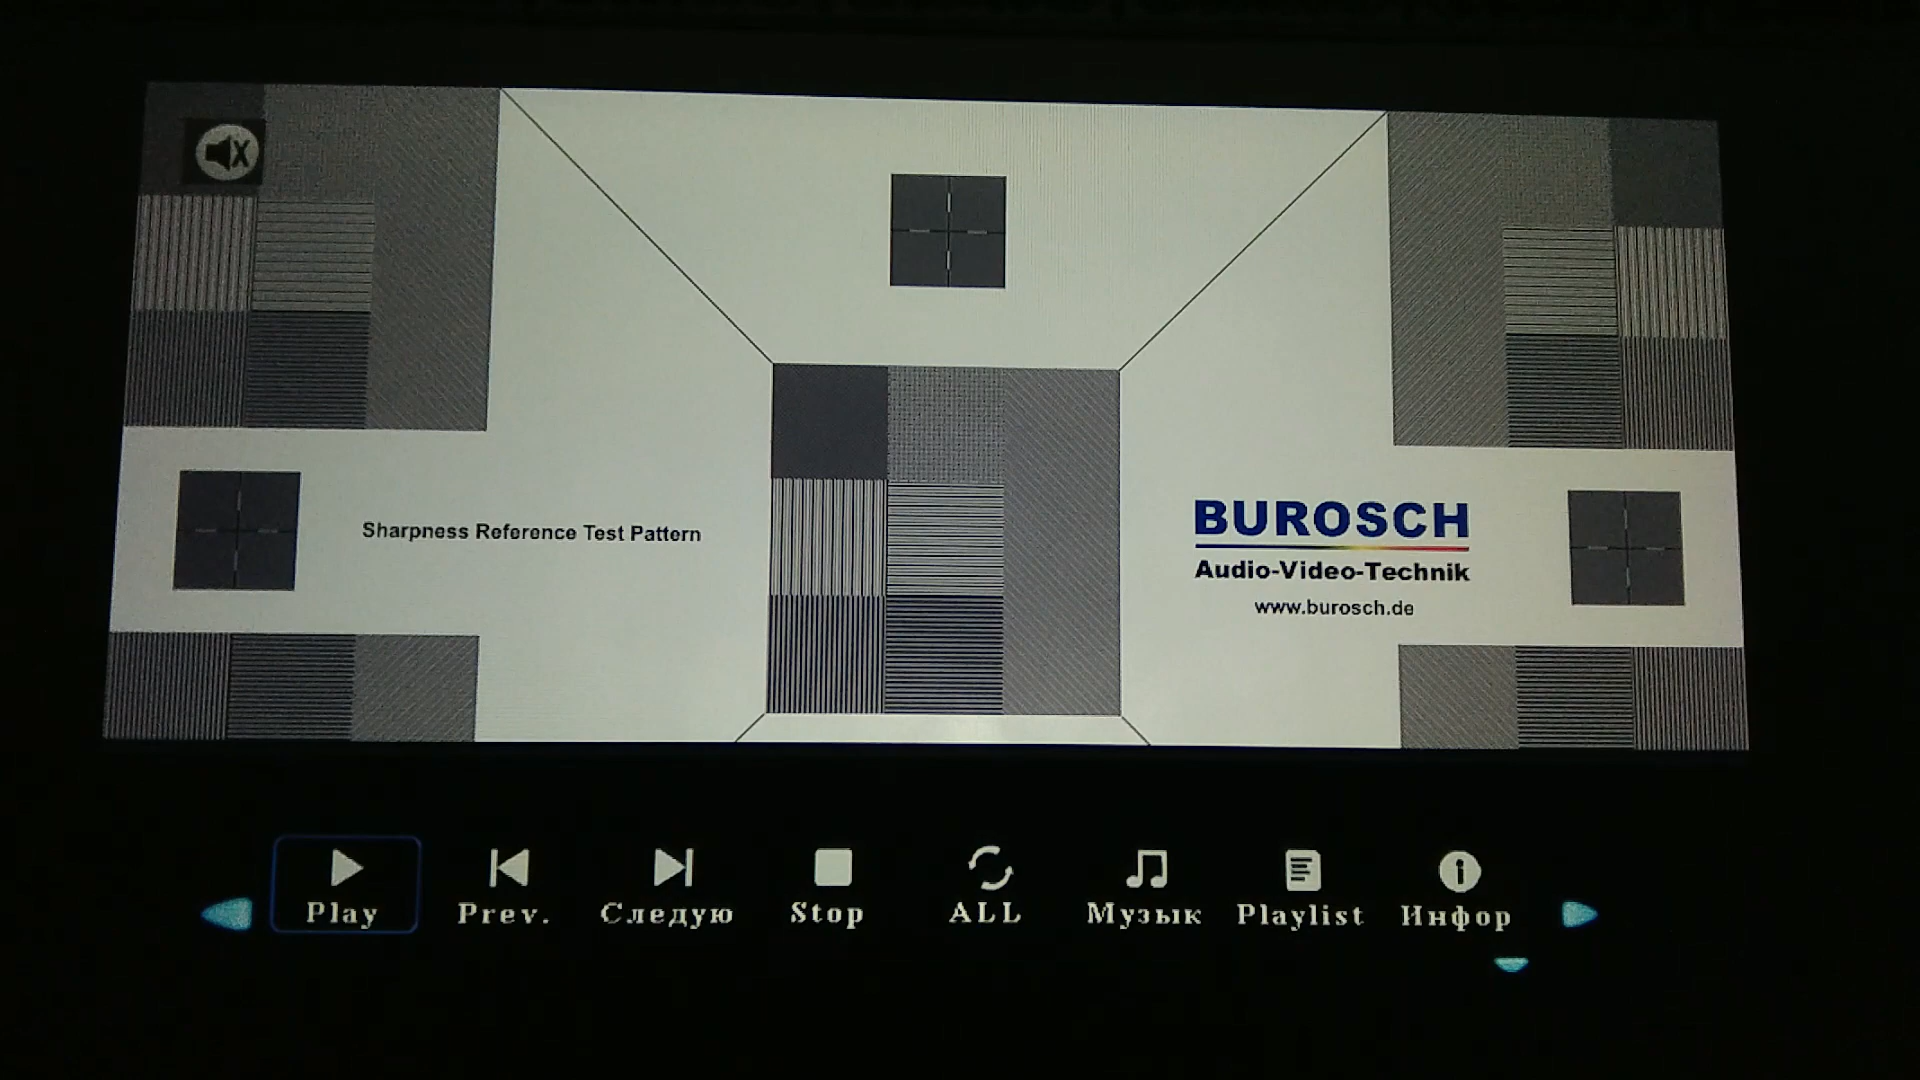 Sharpness Reference Test Pattern
BUROSCH
Audio-Video-Technik
www.burosch.de
Play Prev. Следую Stop ALL Музык Playlist Инфор